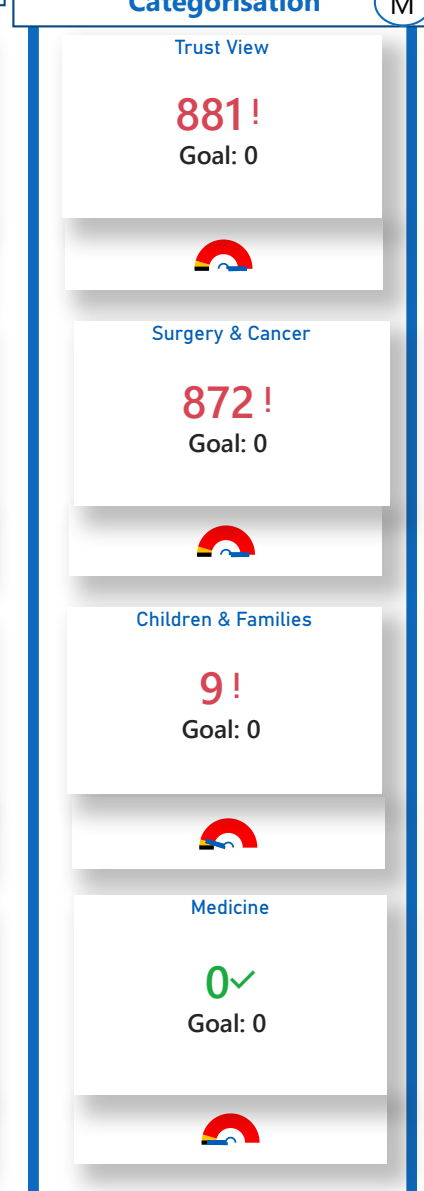 Categorisation
M
Trust View
881!
Goal: 0
Surgery & Cancer
872!
Goal: 0
Children & Families
9!
Goal: 0
Medicine
0✓
Goal: 0